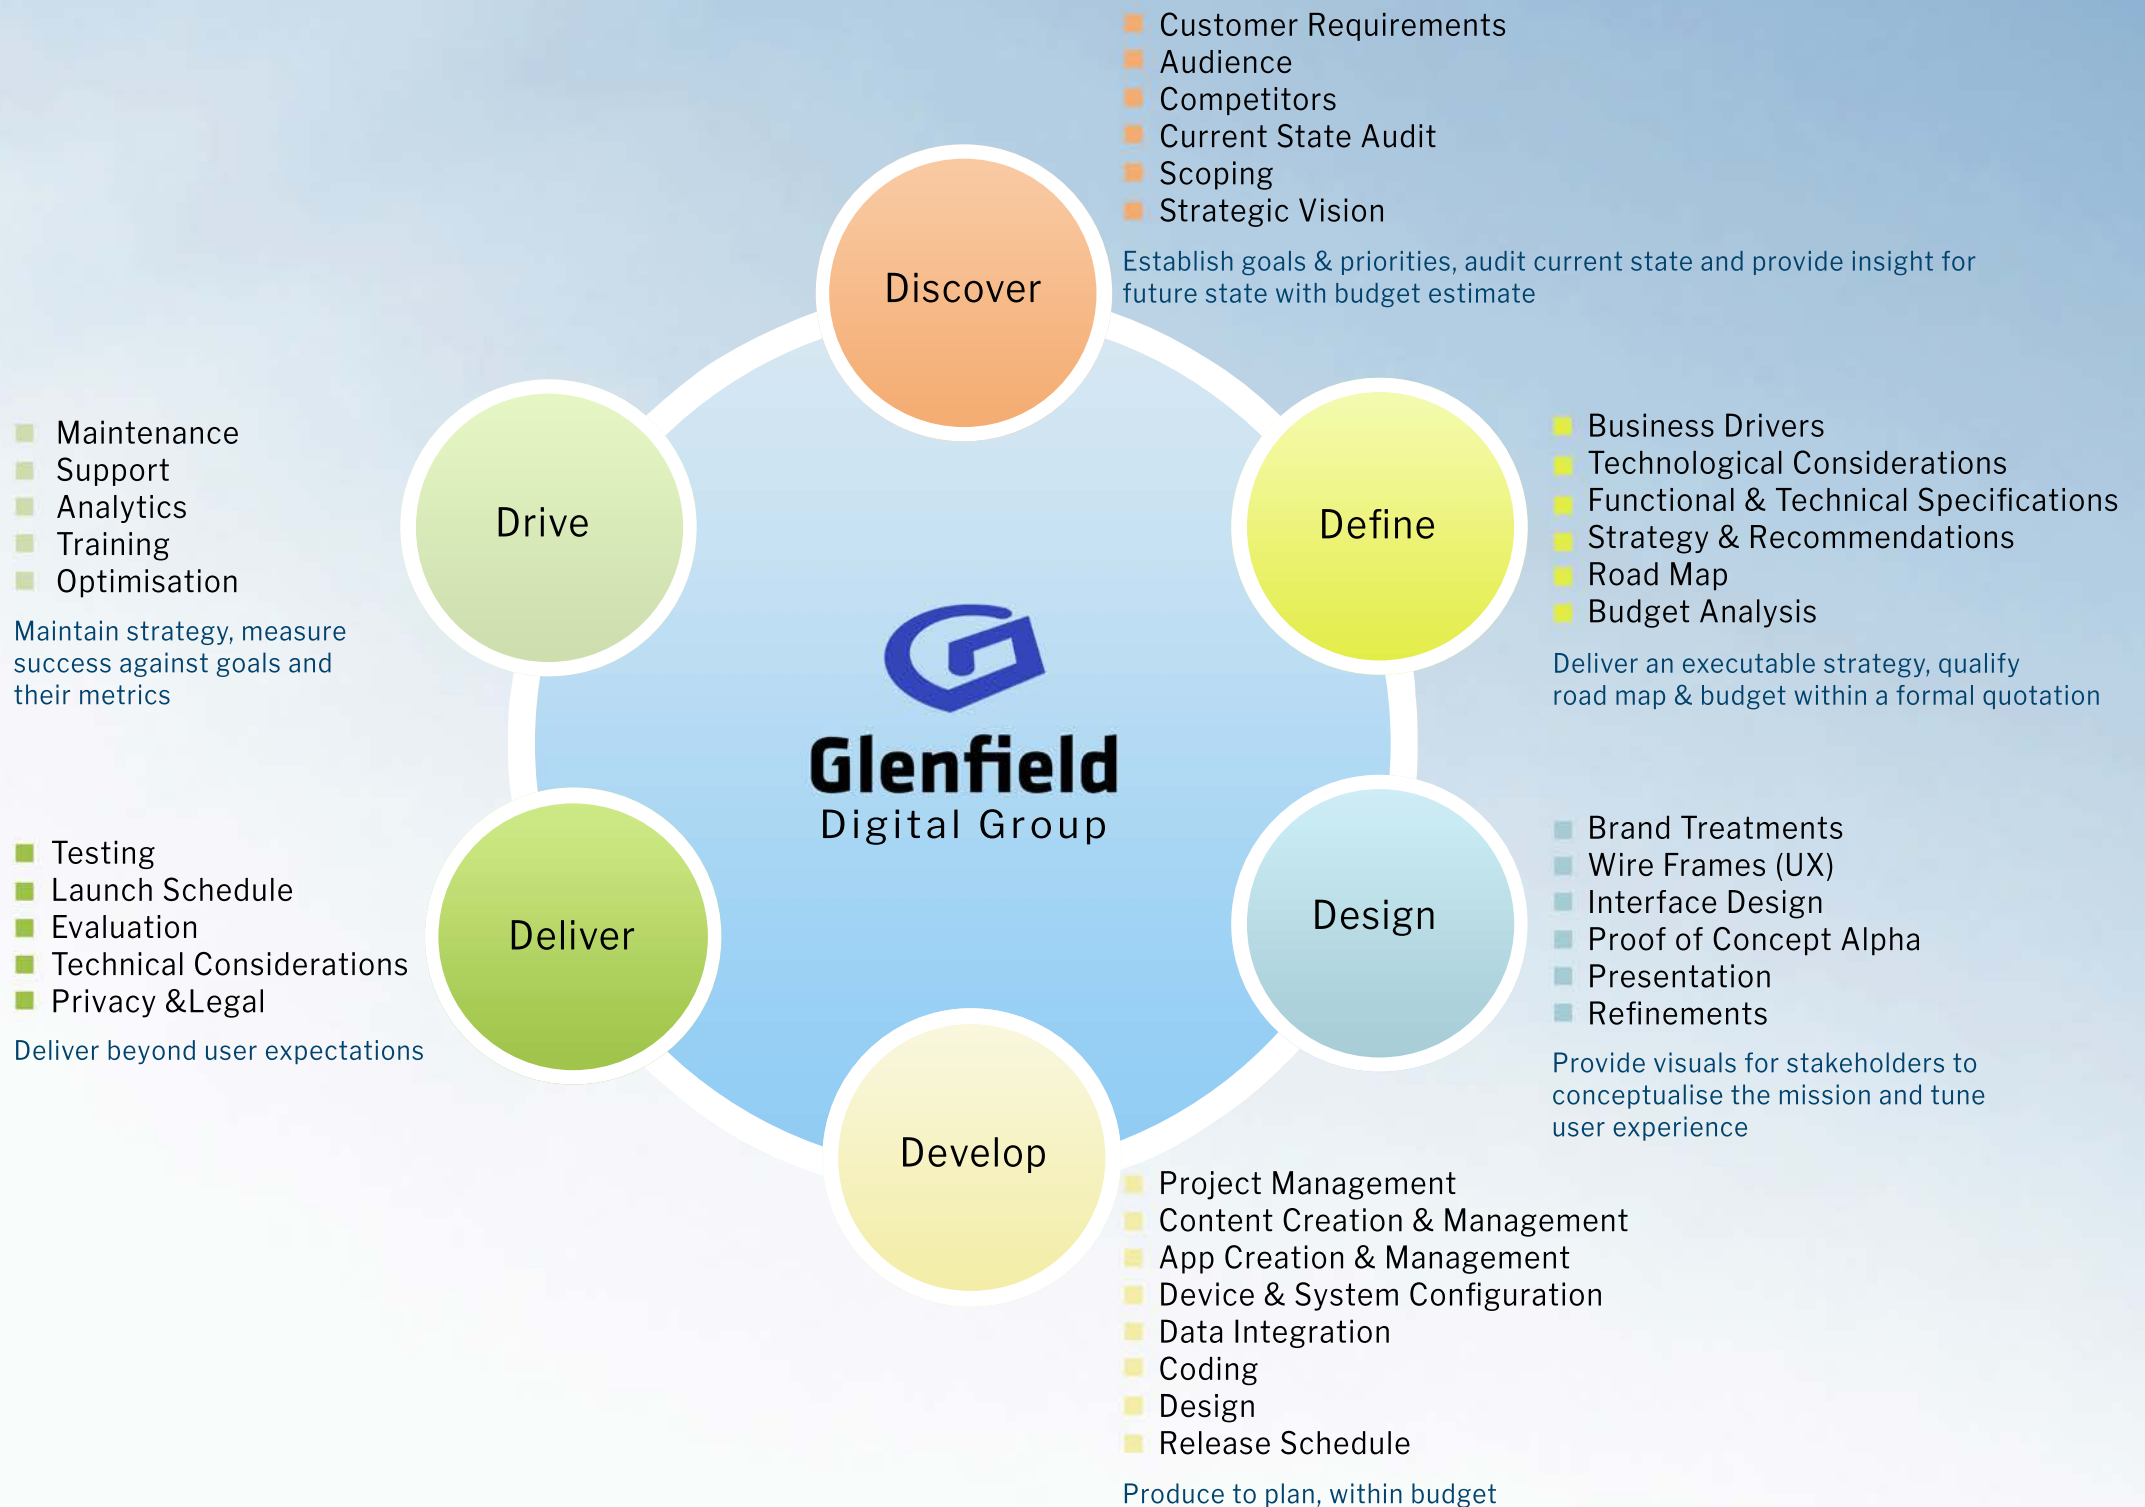 Customer Requirements
Audience
Competitors
Current State Audit
Scoping
Strategic Vision
Establish goals & priorities, audit current state and provide insight for
future state with budget estimate
Discover
Define
Business Drivers
Technological Considerations
Functional & Technical Specifications
Strategy & Recommendations
Road Map
Budget Analysis
Deliver an executable strategy, qualify
road map & budget within a formal quotation
Design
Brand Treatments
Wire Frames (UX)
Interface Design
Proof of Concept Alpha
Presentation
Refinements
Provide visuals for stakeholders to
conceptualise the mission and tune
user experience
Develop
Project Management
Content Creation & Management
App Creation & Management
Device & System Configuration
Data Integration
Coding
Design
Release Schedule
Produce to plan, within budget
Deliver
Testing
Launch Schedule
Evaluation
Technical Considerations
Privacy &Legal
Deliver beyond user expectations
Drive
Maintenance
Support
Analytics
Training
Optimisation
Maintain strategy, measure
success against goals and
their metrics
Glenfield
Digital Group